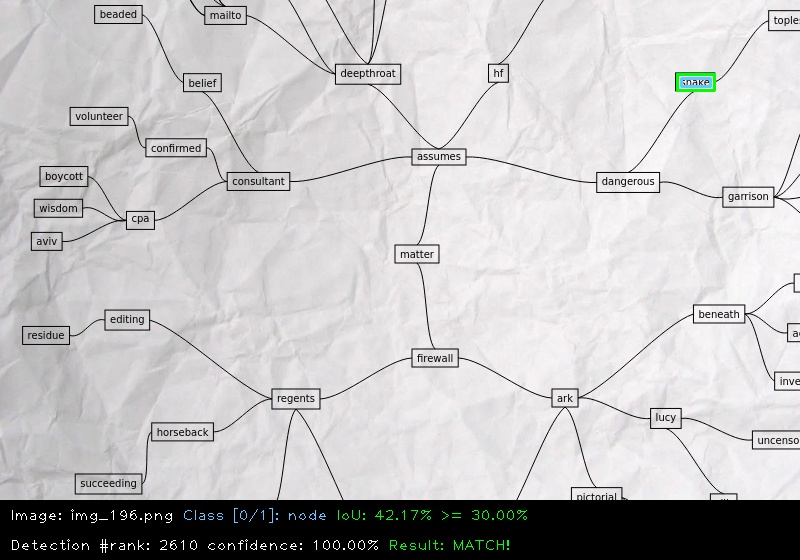 beaded
mailto
tople
deepthroat
hf
belief
snake
volunteer
confirmed
assumes
boycott
consultant
dangerous
garrison
wisdom
cpa
aviv
matter
beneath
editing
residue
firewall
inve
regents
ark
lucy
horseback
uncenso
succeeding
pictorial
Image: img_196.png Class [0/1]: node IoU: 42.17% >= 30.00%
Detection #rank: 2610 confidence: 100.00% Result: MATCH!